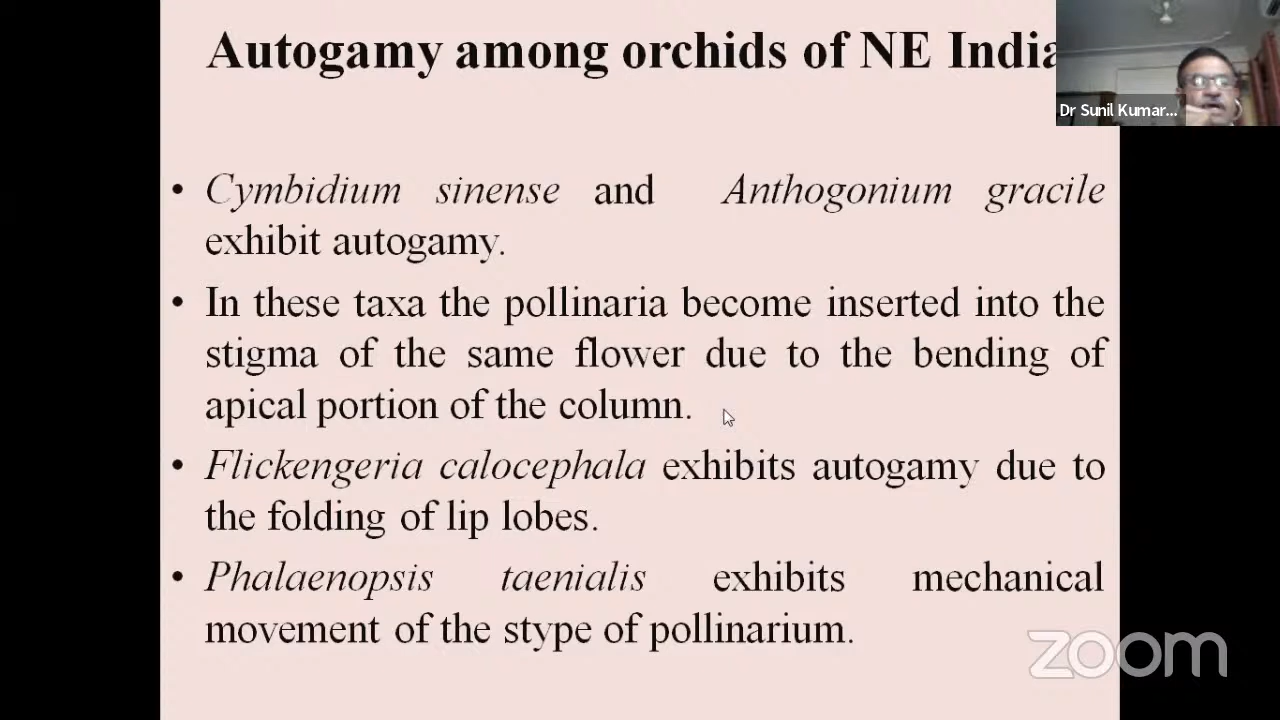 Autogamy among orchids of NE India
Dr Sunil Kumar...
• Cymbidium sinense and Anthogonium gracile
exhibit autogamy.
• In these taxa the pollinaria become inserted into the
stigma of the same flower due to the bending of
apical portion of the column.
• Flickengeria calocephala exhibits autogamy due to
the folding of lip lobes.
• Phalaenopsis taenialis exhibits mechanical
movement of the stype of pollinarium.
zoom